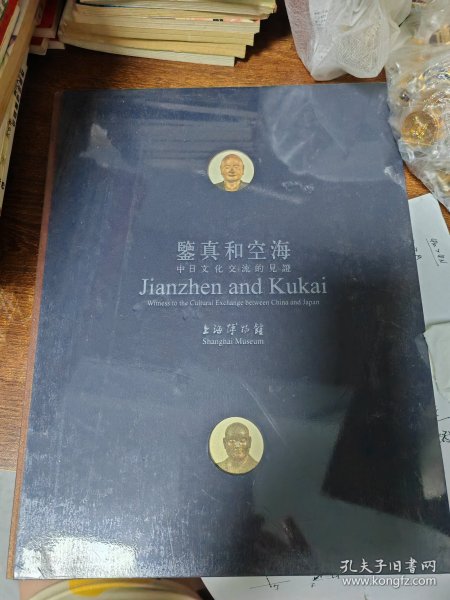 鑒真和空海
中日文化交流的見證
Jianzhen and Kukai
Witness to the Cultural Exchange between China and Japan
上海博物館
Shanghai Museum
孔夫子旧书网
www.kongfz.com